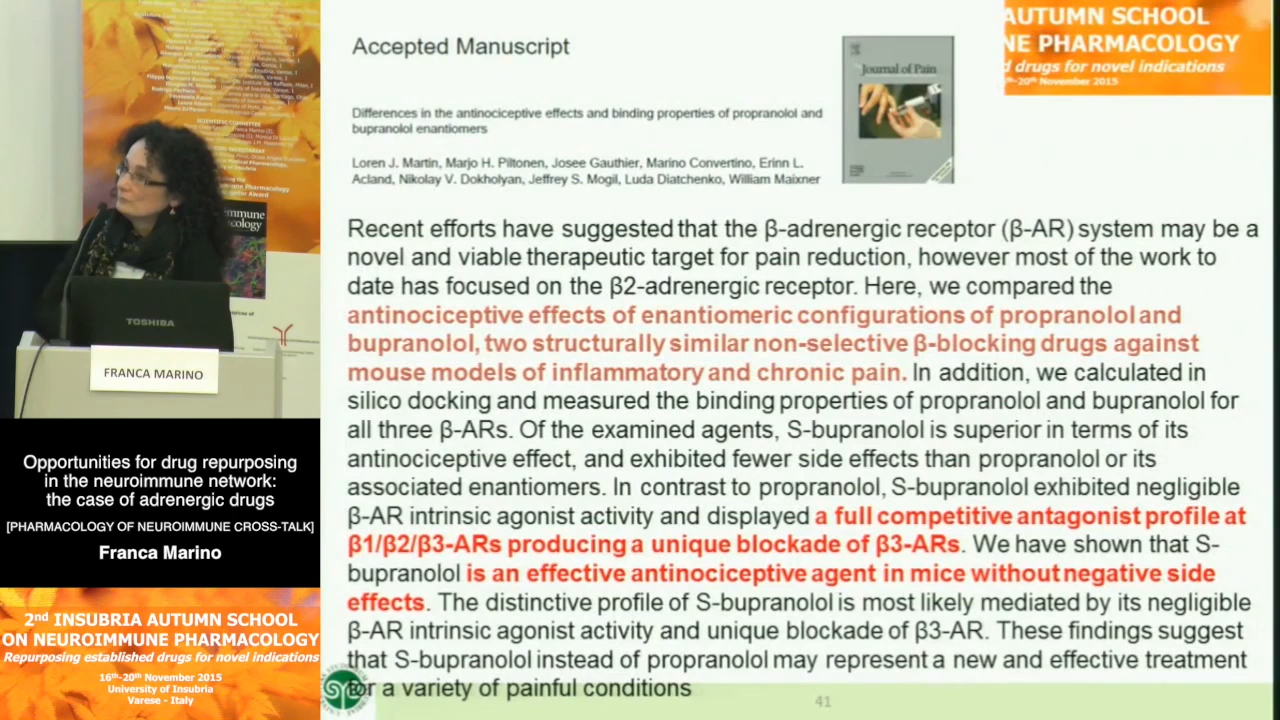 Accepted Manuscript
Journal of Pain
Differences in the antinociceptive effects and binding properties of propranolol and
bupranolol enantiomers
Loren J. Martin, Marjo H. Piltonen, Josee Gauthier, Marino Convertino, Erinn L.
Acland, Nikolay V. Dokholyan, Jeffrey S. Mogil, Luda Diatchenko, William Maixner
AUTUMN SCHOOL
NE PHARMACOLOGY
d drugs for novel indications
th-20th November 2015
Recent efforts have suggested that the β-adrenergic receptor (β-AR) system may be a
novel and viable therapeutic target for pain reduction, however most of the work to
date has focused on the β2-adrenergic receptor. Here, we compared the
antinociceptive effects of enantiomeric configurations of propranolol and
bupranolol, two structurally similar non-selective β-blocking drugs against
mouse models of inflammatory and chronic pain. In addition, we calculated in
silico docking and measured the binding properties of propranolol and bupranolol for
all three β-ARs. Of the examined agents, S-bupranolol is superior in terms of its
antinociceptive effect, and exhibited fewer side effects than propranolol or its
associated enantiomers. In contrast to propranolol, S-bupranolol exhibited negligible
β-AR intrinsic agonist activity and displayed a full competitive antagonist profile at
β1/β2/β3-ARs producing a unique blockade of β3-ARs. We have shown that S-
bupranolol is an effective antinociceptive agent in mice without negative side
effects. The distinctive profile of S-bupranolol is most likely mediated by its negligible
β-AR intrinsic agonist activity and unique blockade of β3-AR. These findings suggest
that S-bupranolol instead of propranolol may represent a new and effective treatment
for a variety of painful conditions
41
SCIENTIFIC COMMITTEE
mmune
cology
TOSHIBA
FRANCA MARINO
Opportunities for drug repurposing
in the neuroimmune network:
the case of adrenergic drugs
[PHARMACOLOGY OF NEUROIMMUNE CROSS-TALK]
Franca Marino
2nd INSUBRIA AUTUMN SCHOOL
ON NEUROIMMUNE PHARMACOLOGY
Repurposing established drugs for novel indications
16th-20th November 2015
University of Insubria
Varese - Italy